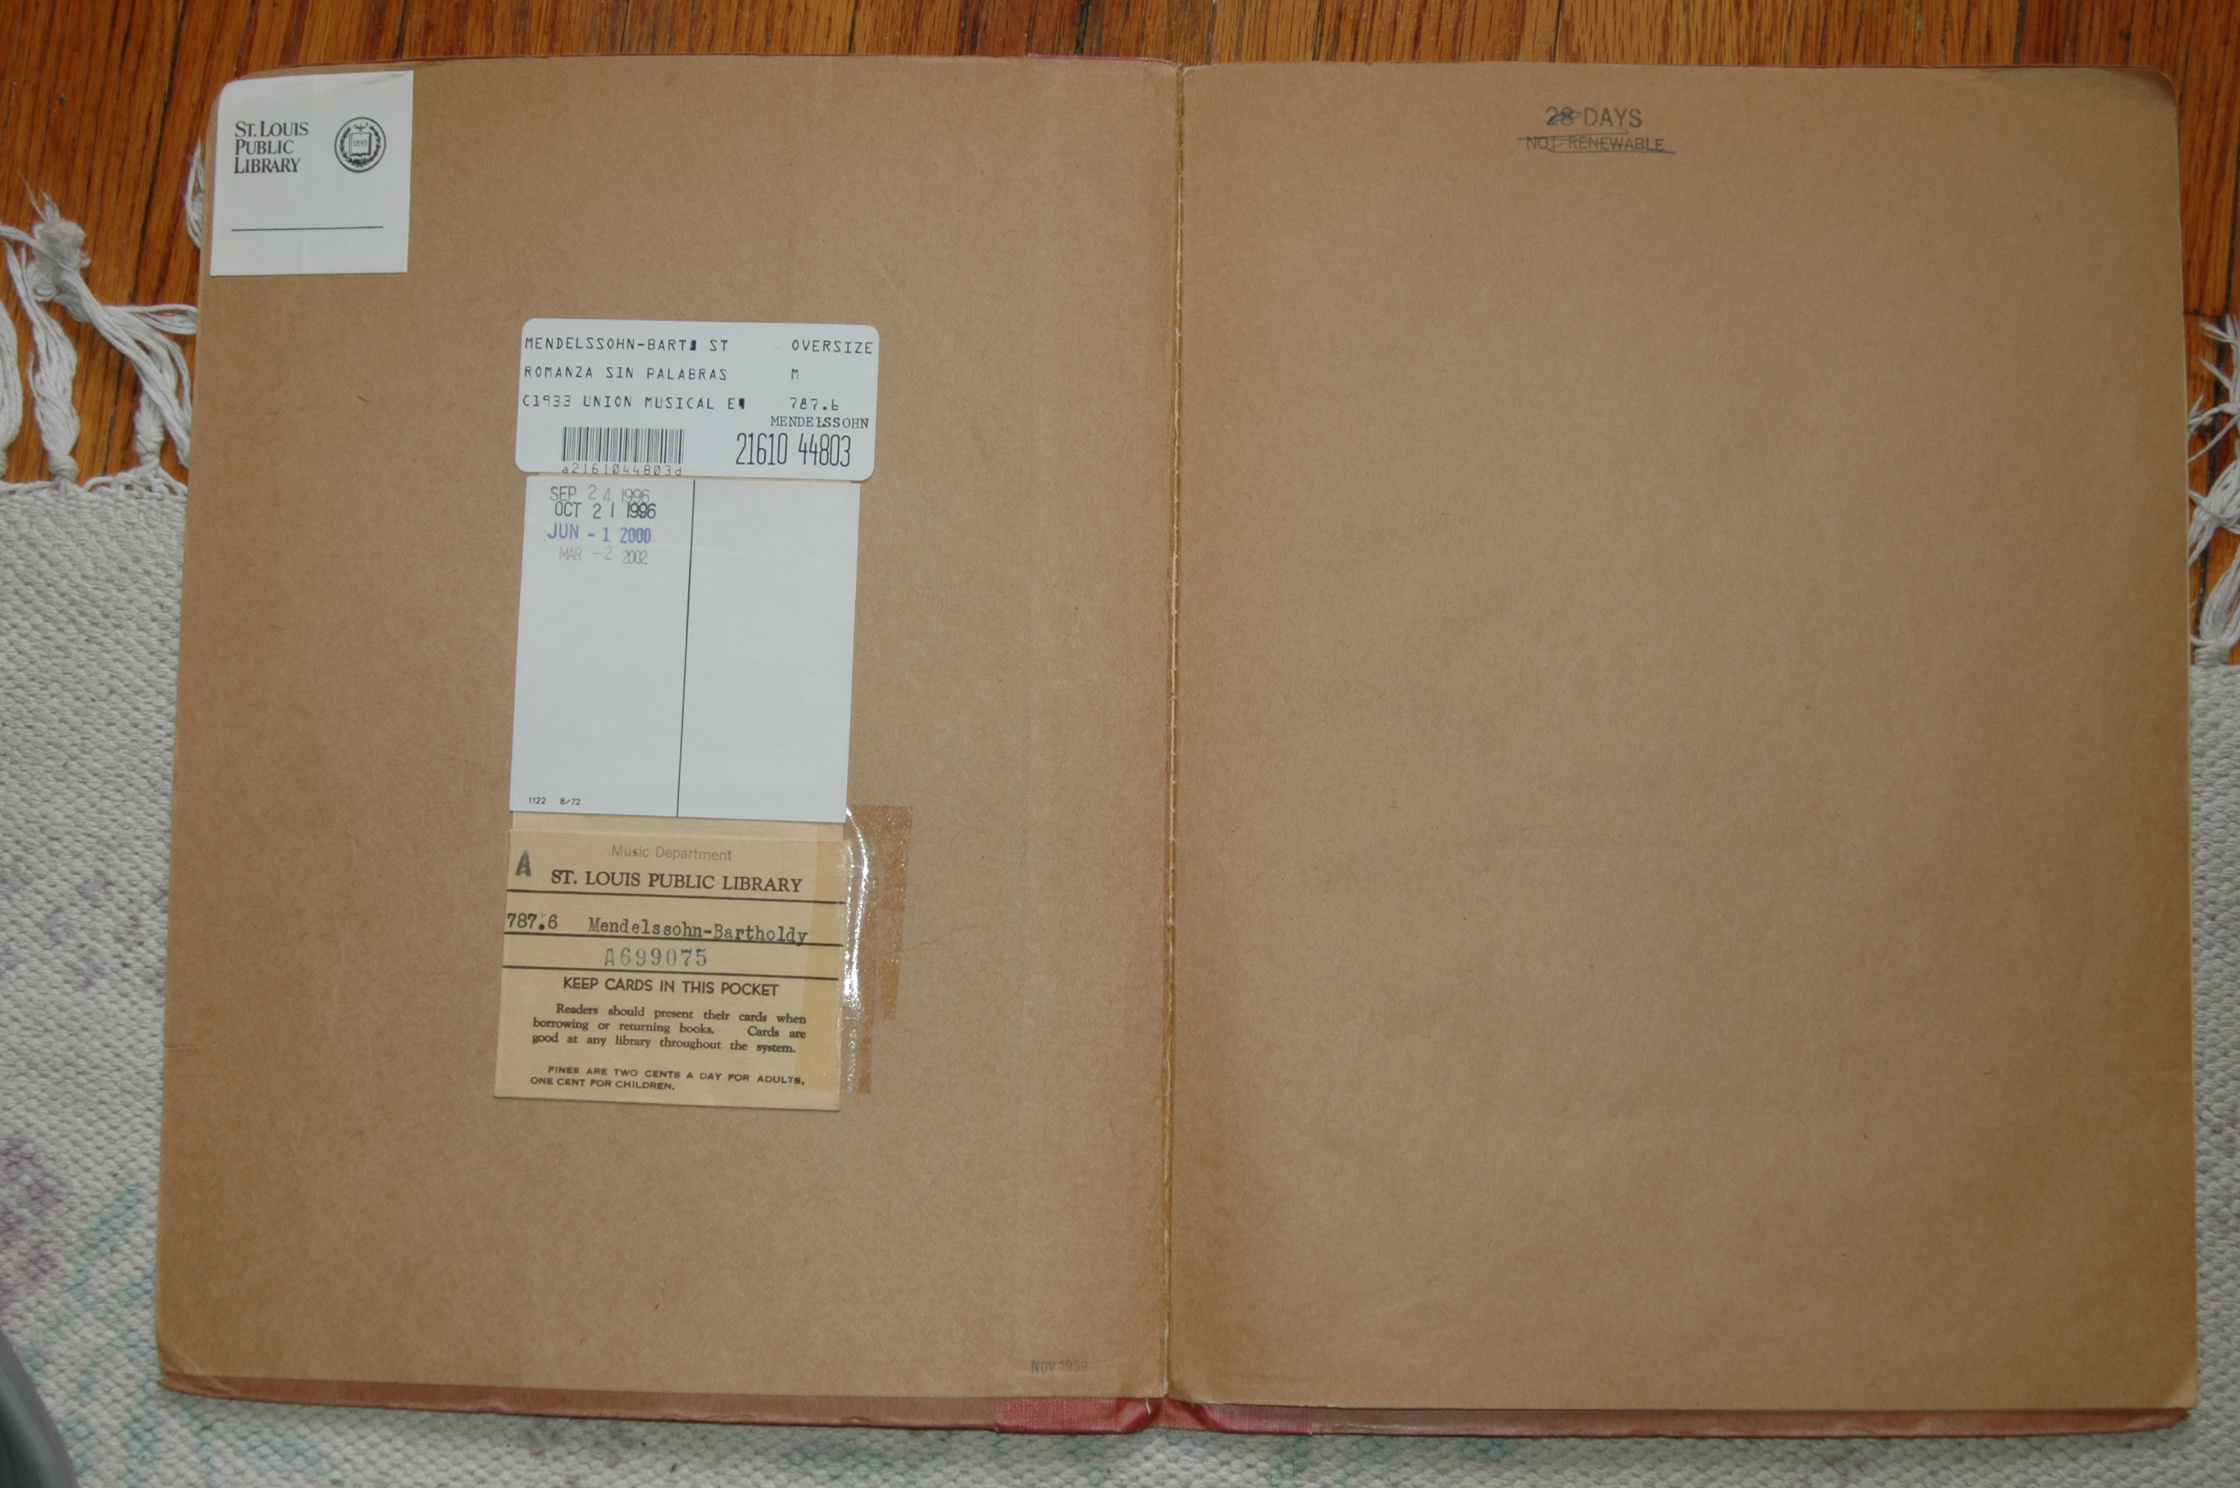 ST. LOUIS
PUBLIC
LIBRARY
1893
MENDELSSOHN-BART ST OVERSIZE
ROMANZA SIN PALABRAS M
C1933 UNION MUSICAL E 787.6
MENDELSSOHN
21610 44803
a2161044803d
SEP 24 1996
OCT 21 1996
JUN -1 2000
MAR -2 2002
1122 8/72
Music Department
A
ST. LOUIS PUBLIC LIBRARY
787.6 Mendelssohn-Bartholdy
A699075
KEEP CARDS IN THIS POCKET
Readers should present their cards when
borrowing or returning books. Cards are
good at any library throughout the system.
FINES ARE TWO CENTS A DAY FOR ADULTS,
ONE CENT FOR CHILDREN.
NOV 1959
28 DAYS
NOT RENEWABLE